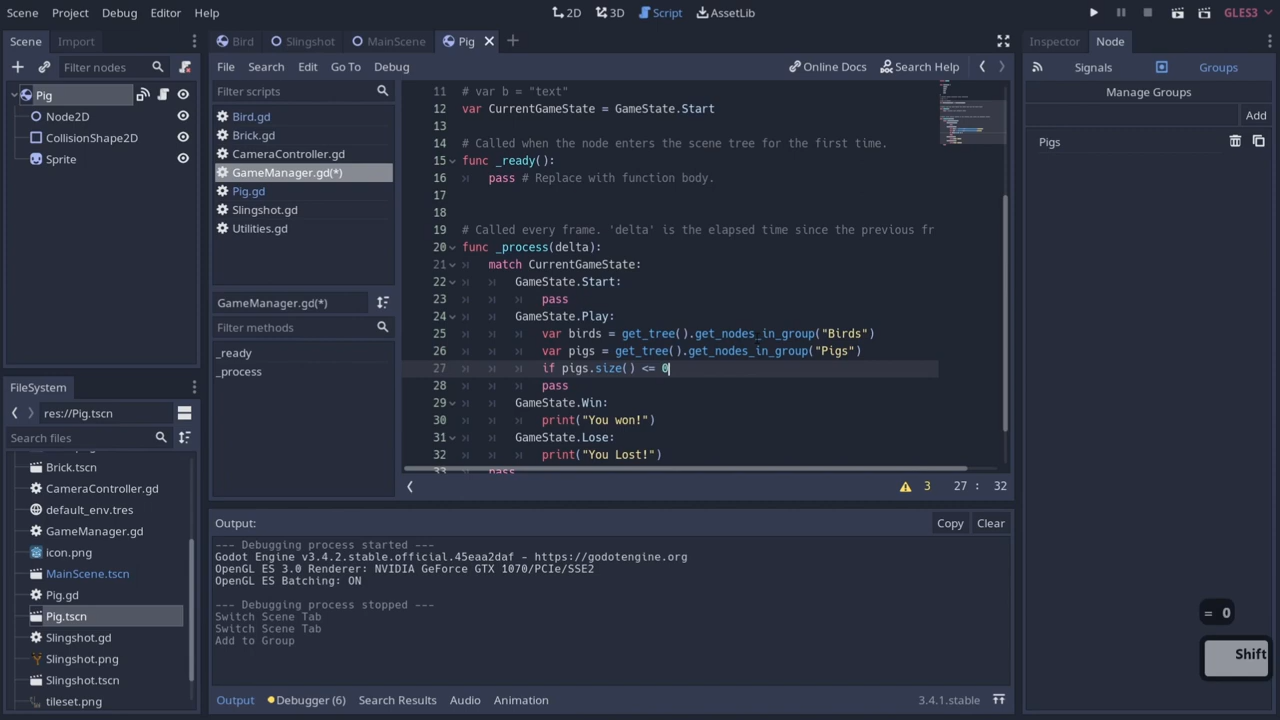 Scene Project Debug Editor Help
2D 3D Script AssetLib
GLES3
Scene Import
Filter nodes
Pig
Node2D
CollisionShape2D
Sprite
Bird Slingshot MainScene Pig
File Search Edit Go To Debug
Online Docs Search Help
Filter scripts
Bird.gd
Brick.gd
CameraController.gd
GameManager.gd(*)
Pig.gd
Slingshot.gd
Utilities.gd
GameManager.gd(*)
Filter methods
_ready
_process
11 # var b = "text"
12 var CurrentGameState = GameState.Start
13
14 # Called when the node enters the scene tree for the first time.
15 func _ready():
16 pass # Replace with function body.
17
18
19 # Called every frame. 'delta' is the elapsed time since the previous fr
20 func _process(delta):
21 match CurrentGameState:
22 GameState.Start:
23 pass
24 GameState.Play:
25 var birds = get_tree().get_nodes_in_group("Birds")
26 var pigs = get_tree().get_nodes_in_group("Pigs")
27 if pigs.size() <= 0
28 pass
29 GameState.Win:
30 print("You won!")
31 GameState.Lose:
32 print("You Lost!")
33 pass
3 27 : 32
Inspector Node
Signals Groups
Manage Groups
Add
Pigs
FileSystem
res://Pig.tscn
Search files
Brick.tscn
CameraController.gd
default_env.tres
GameManager.gd
icon.png
MainScene.tscn
Pig.gd
Pig.tscn
Slingshot.gd
Slingshot.png
Slingshot.tscn
tileset.png
Output:
Copy Clear
--- Debugging process started ---
Godot Engine v3.4.2.stable.official.45eaa2daf - https://godotengine.org
OpenGL ES 3.0 Renderer: NVIDIA GeForce GTX 1070/PCIe/SSE2
OpenGL ES Batching: ON
--- Debugging process stopped ---
Switch Scene Tab
Switch Scene Tab
Add to Group
Output Debugger (6) Search Results Audio Animation
3.4.1.stable
= 0
Shift